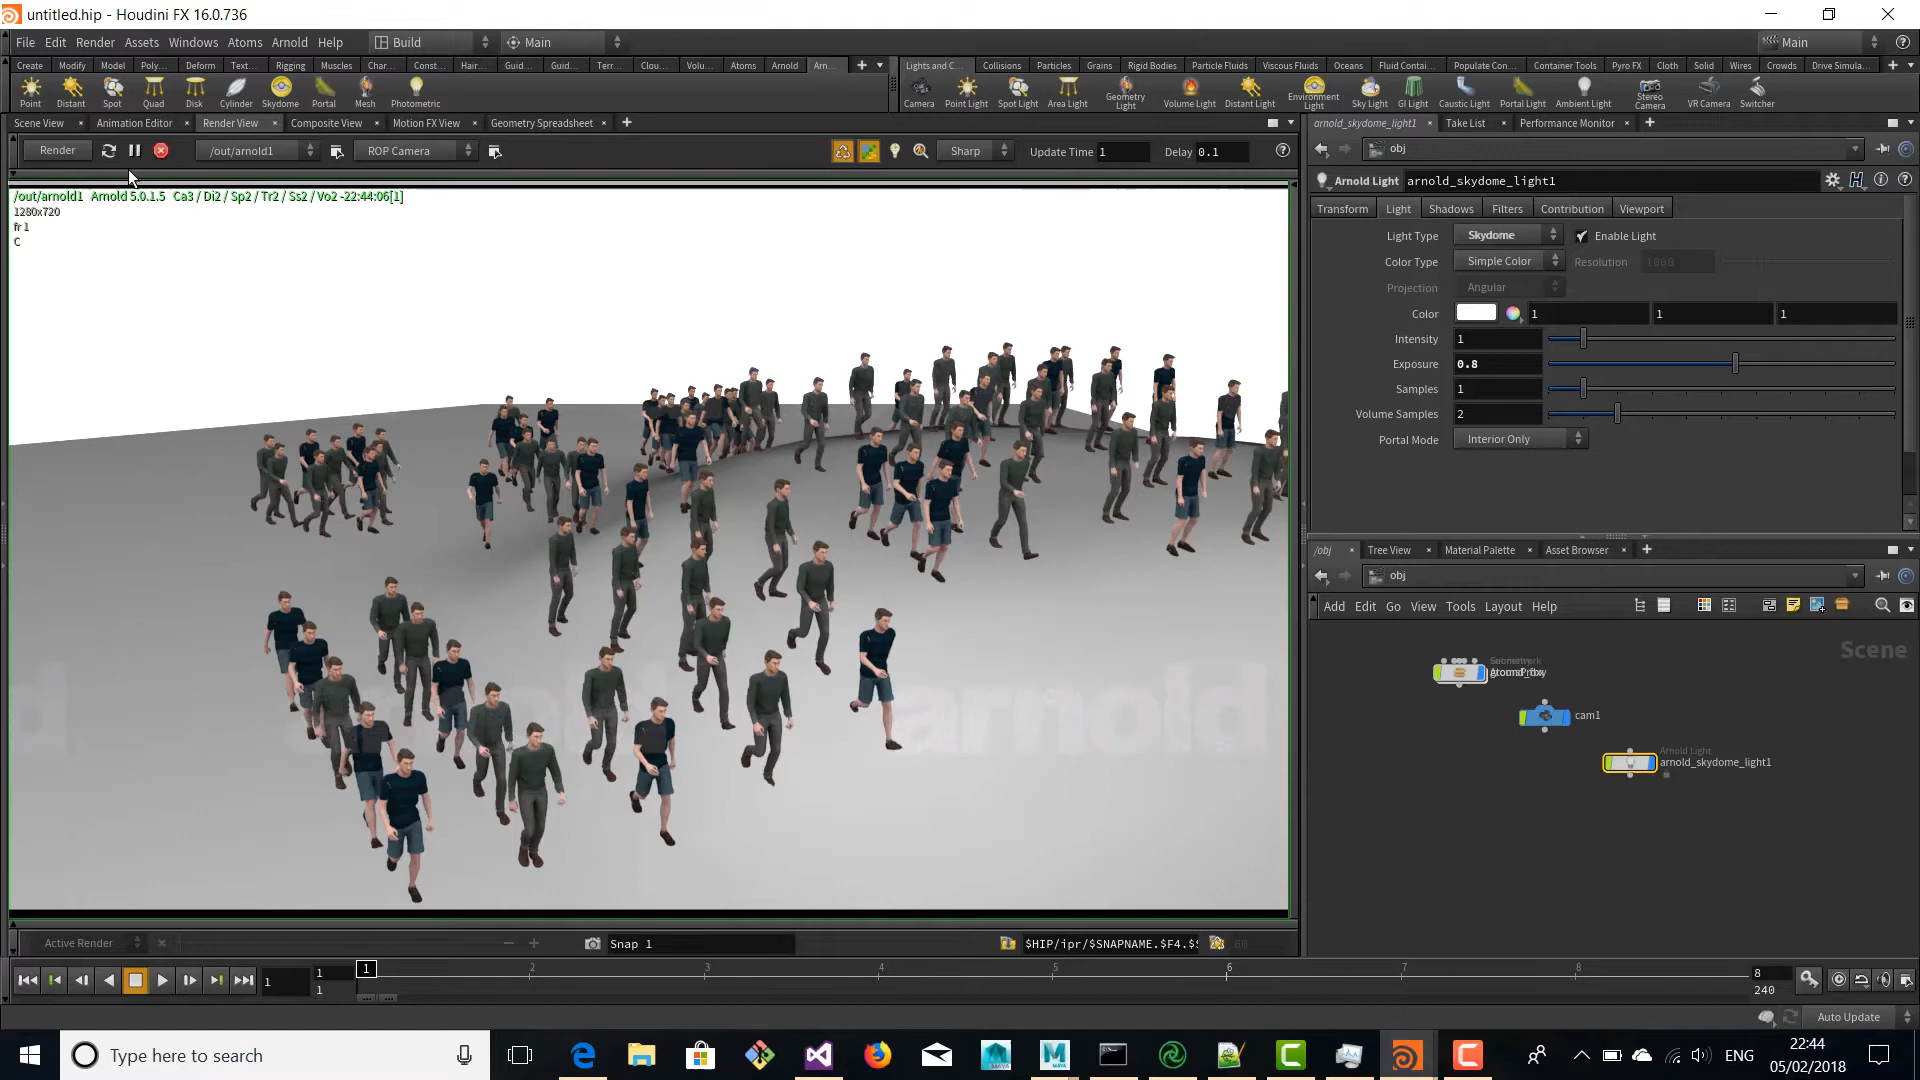 untitled.hip - Houdini FX 16.0.736
File Edit Render Assets Windows Atoms Arnold Help Build Main Main
Create Modify Model Poly... Deform Text... Rigging Muscles Char... Const... Hair... Guid... Guid... Terr... Clou... Volu... Atoms Arnold Arn...
Point Distant Spot Quad Disk Cylinder Skydome Portal Mesh Photometric
Lights and C... Collisions Particles Grains Rigid Bodies Particle Fluids Viscous Fluids Oceans Fluid Contai... Populate Con... Container Tools Pyro FX Cloth Solid Wires Crowds Drive Simula...
Camera Point Light Spot Light Area Light Geometry Light Volume Light Distant Light Environment Light Sky Light GI Light Caustic Light Portal Light Ambient Light Stereo Camera VR Camera Switcher
Scene View Animation Editor Render View Composite View Motion FX View Geometry Spreadsheet
Render /out/arnold1 ROP Camera Sharp Update Time 1 Delay 0.1
/out/arnold1 Arnold 5.0.1.5 Ca3 / Di2 / Sp2 / Tr2 / Ss2 / Vo2 -22:44:06[1]
1280x720
fr 1
C
arnold
Active Render Snap 1 $HIP/ipr/$SNAPNAME.$F4.$S 60
arnold_skydome_light1 Take List Performance Monitor
obj
Arnold Light arnold_skydome_light1
Transform Light Shadows Filters Contribution Viewport
Light Type Skydome Enable Light
Color Type Simple Color Resolution 1000
Projection Angular
Color 1 1 1
Intensity 1
Exposure 0.8
Samples 1
Volume Samples 2
Portal Mode Interior Only
/obj Tree View Material Palette Asset Browser
obj
Add Edit Go View Tools Layout Help
Scene
cam1
Arnold Light
arnold_skydome_light1
1 1 1 1 2 3 4 5 6 7 8 8
1 240
Auto Update
Type here to search
ENG 22:44
05/02/2018